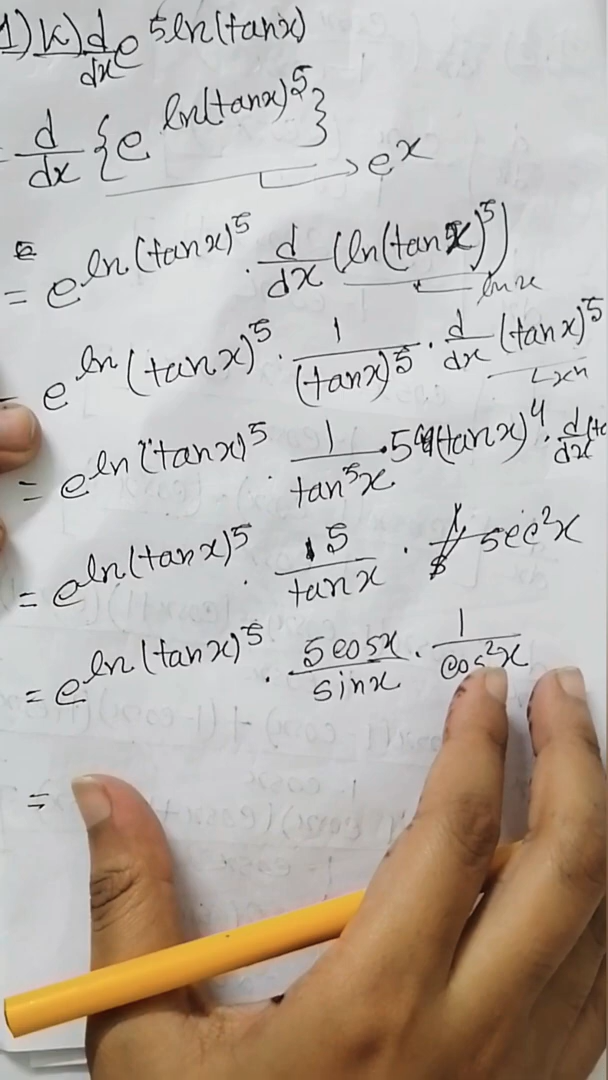 1) k) d/dx e^5ln(tanx)
= d/dx {e^ln(tanx)^5} → e^x
= e^ln(tanx)^5 · d/dx (ln(tanx)^5) ← lnx
= e^ln(tanx)^5 · 1/(tanx)^5 · d/dx (tanx)^5 ↳ x^n
= e^ln(tanx)^5 · 1/tan^5x · 5(tanx)^4 · d/dx
= e^ln(tanx)^5 · 5/tanx · sec^2x
= e^ln(tanx)^5 · 5cosx/sinx · 1/cos^2x
=